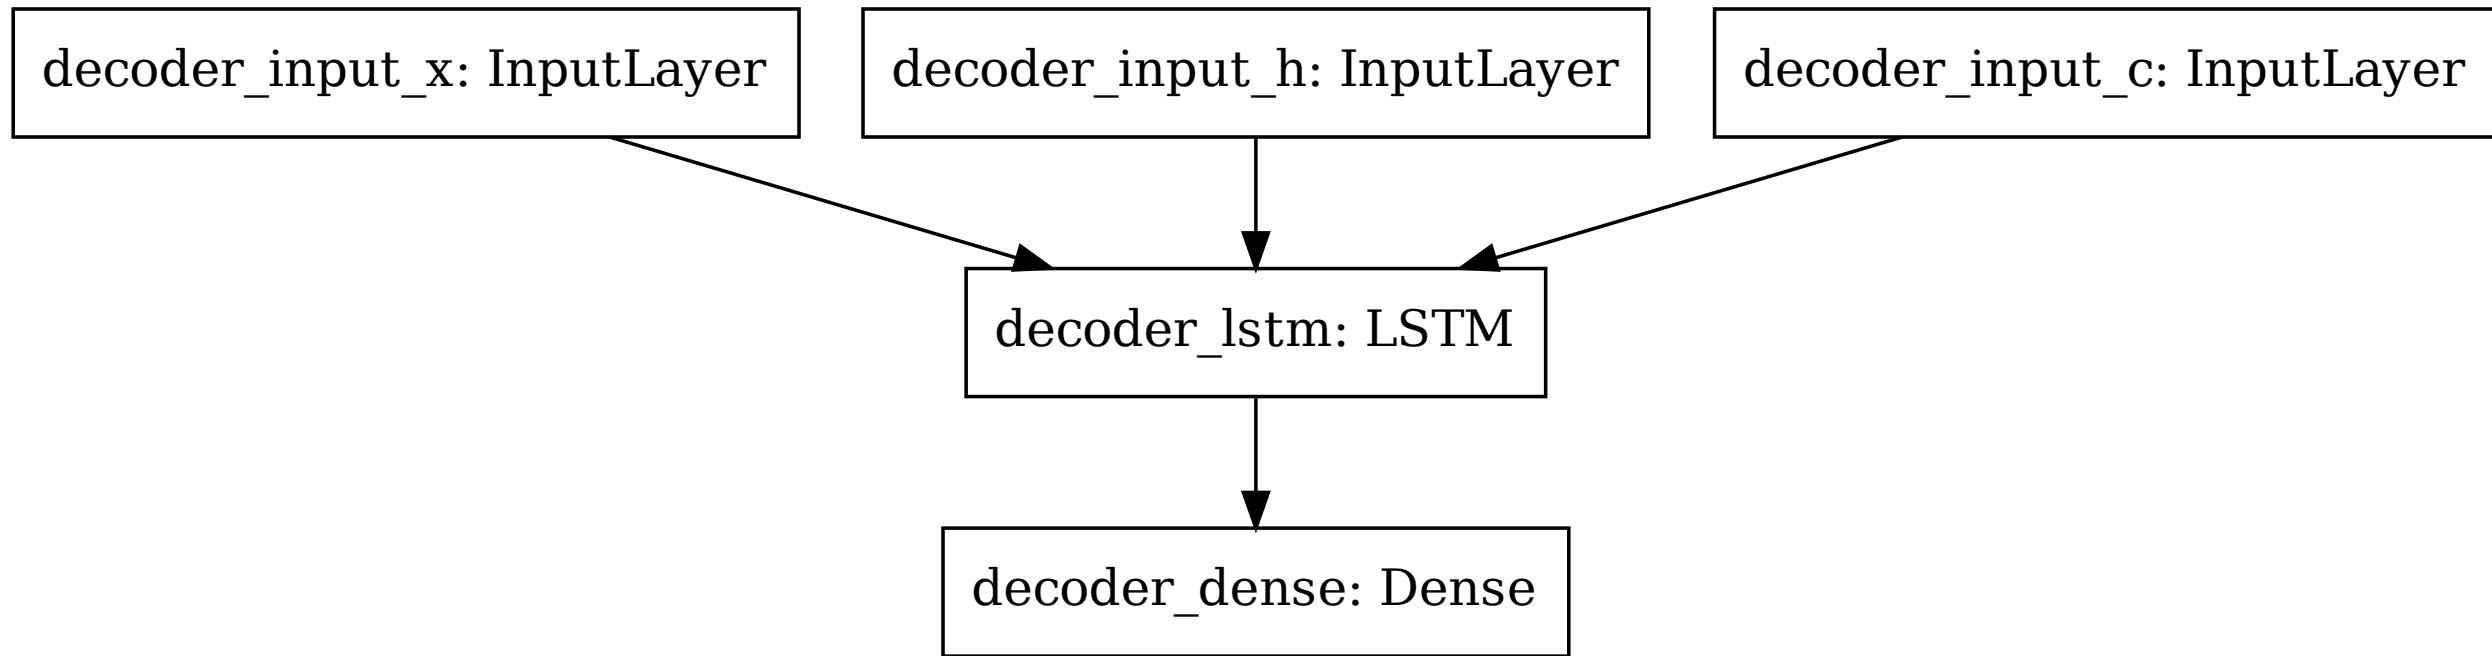 decoder_input_x: InputLayer
decoder_input_h: InputLayer
decoder_input_c: InputLayer
decoder_lstm: LSTM
decoder_dense: Dense